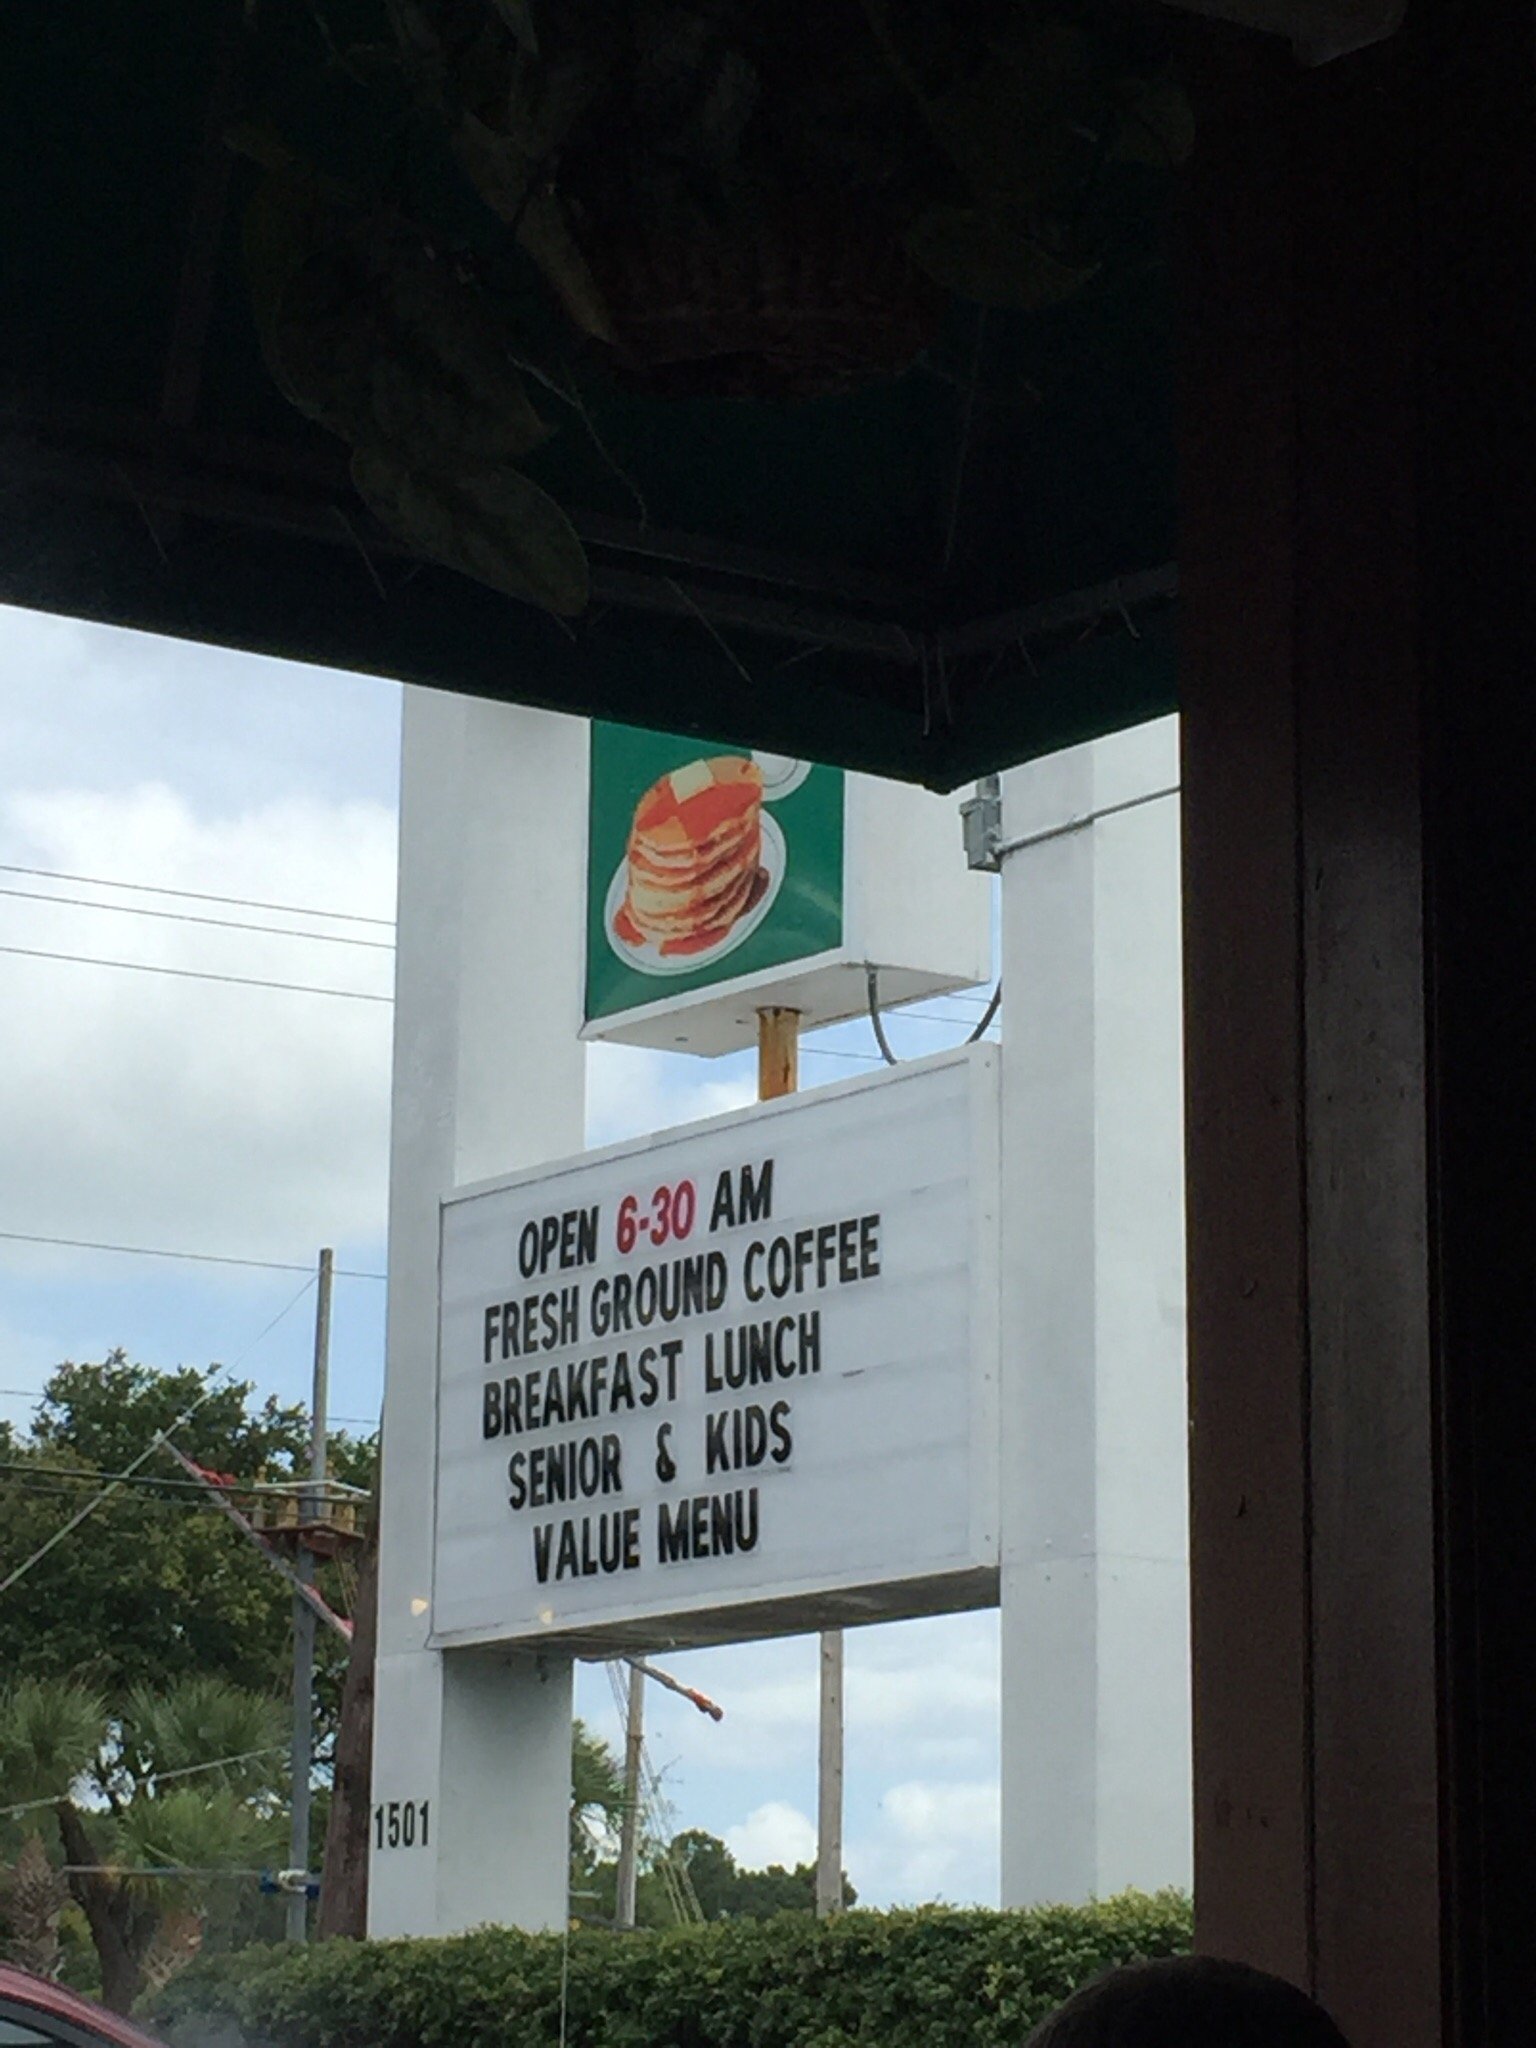 OPEN 6-30 AM
FRESH GROUND COFFEE
BREAKFAST LUNCH
SENIOR & KIDS
VALUE MENU
1501